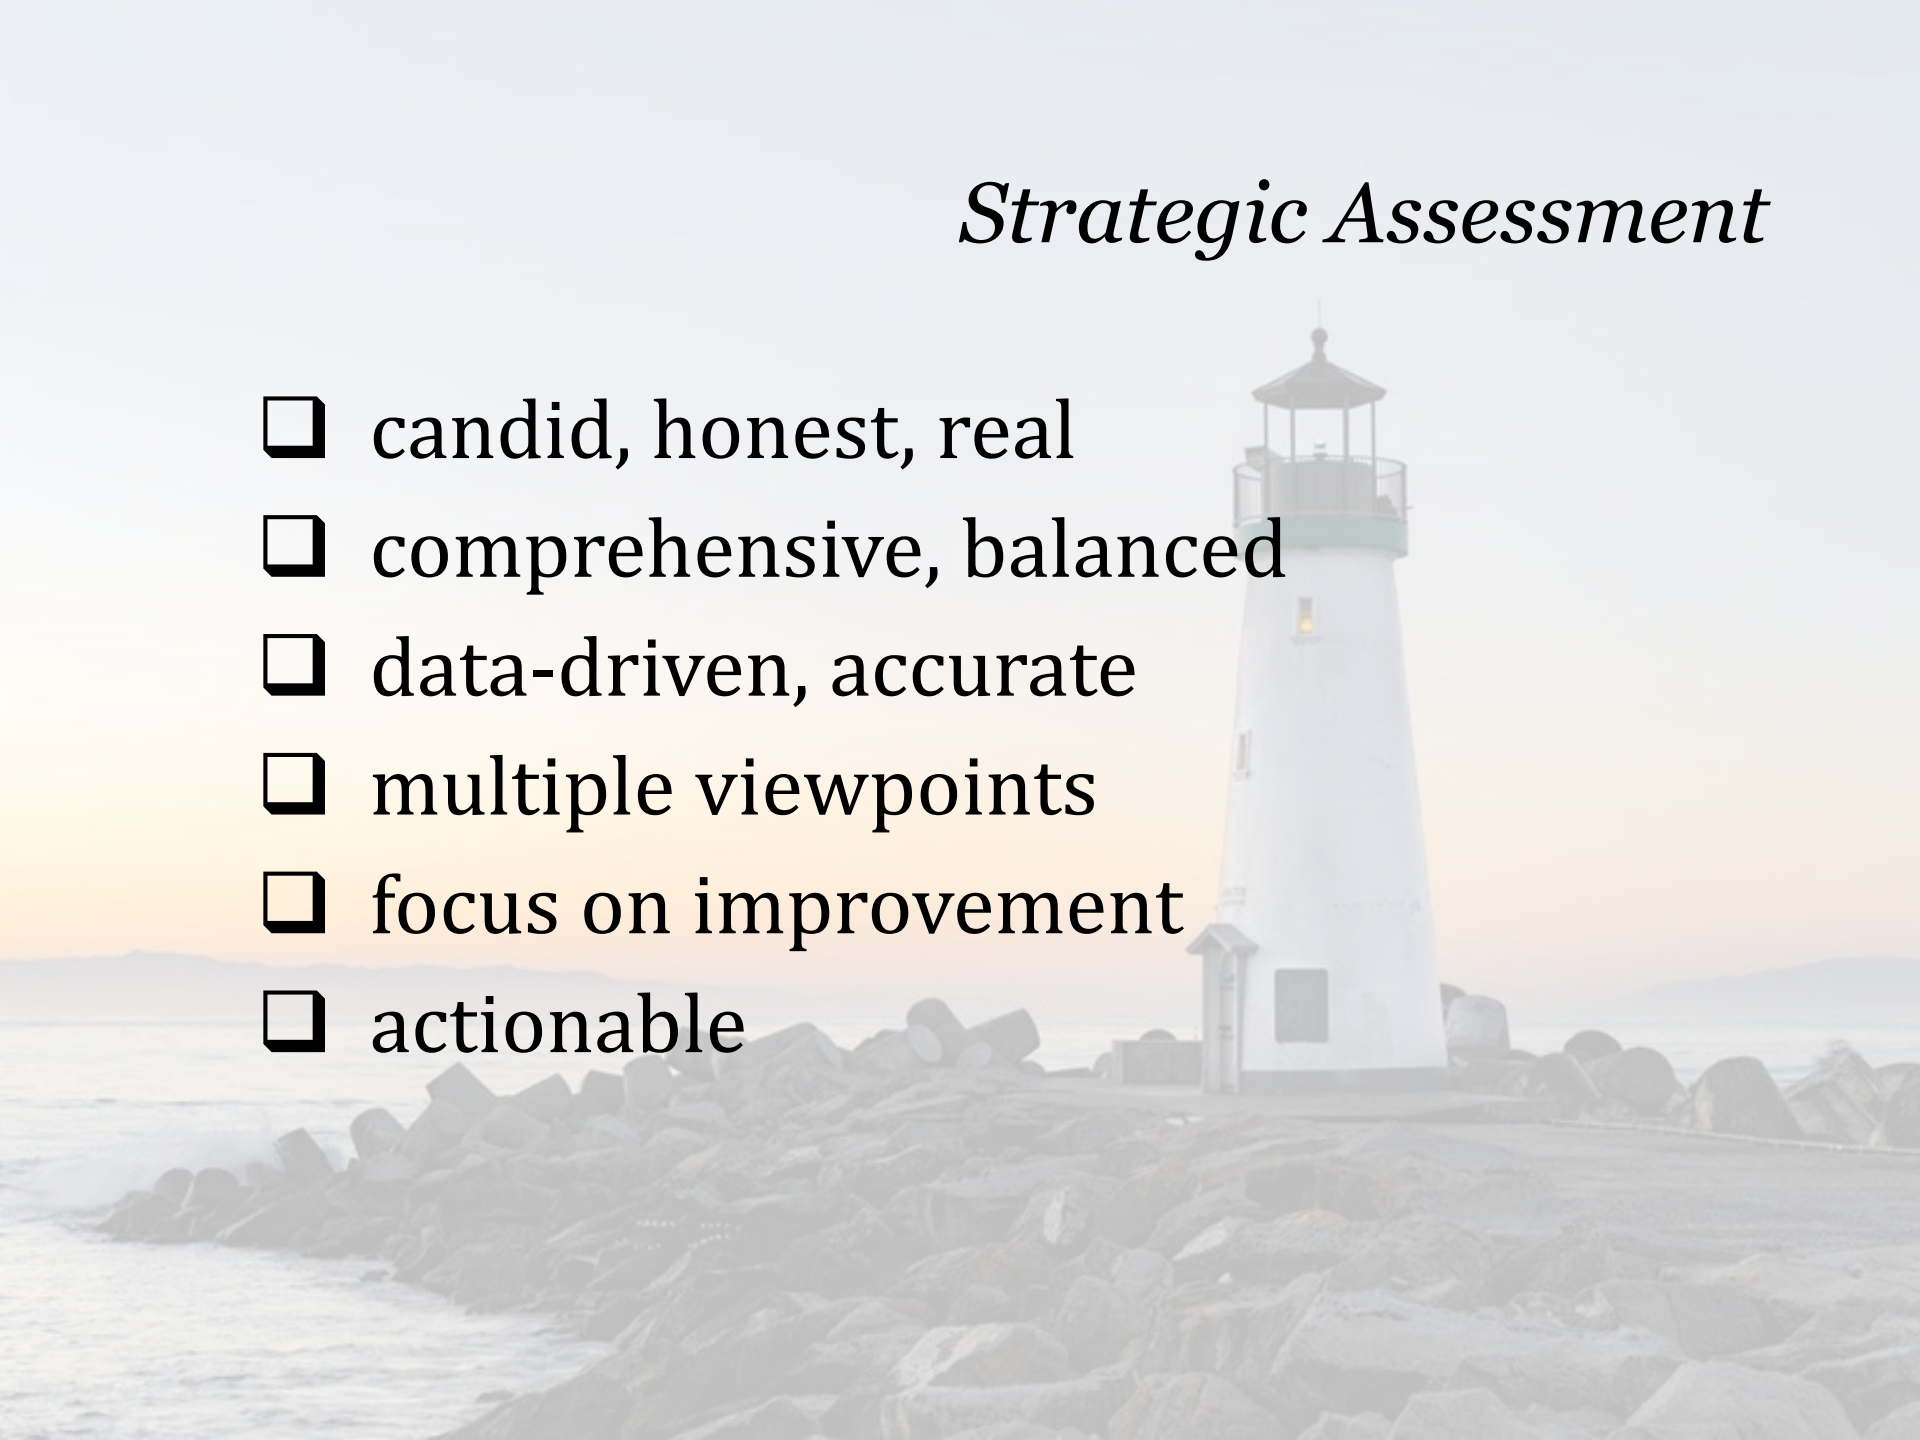 Strategic Assessment
❑ candid, honest, real
❑ comprehensive, balanced
❑ data-driven, accurate
❑ multiple viewpoints
❑ focus on improvement
❑ actionable